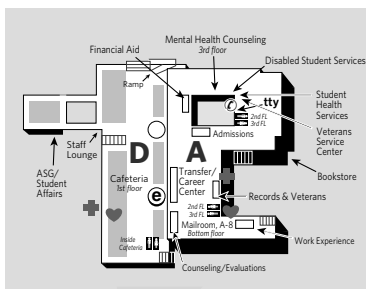 Mental Health Counseling
3rd floor
Financial Aid
Disabled Student Services
Ramp
tty
Student
Health
Services
2nd FL
3rd FL
Admissions
Veterans
Service
Center
Staff
Lounge
D
A
ASG/
Student
Affairs
Cafeteria
1st floor
Transfer/
Career
Center
Bookstore
e
Records & Veterans
2nd FL
3rd FL
Mailroom, A-8
Bottom floor
Inside
Cafeteria
Work Experience
Counseling/Evaluations